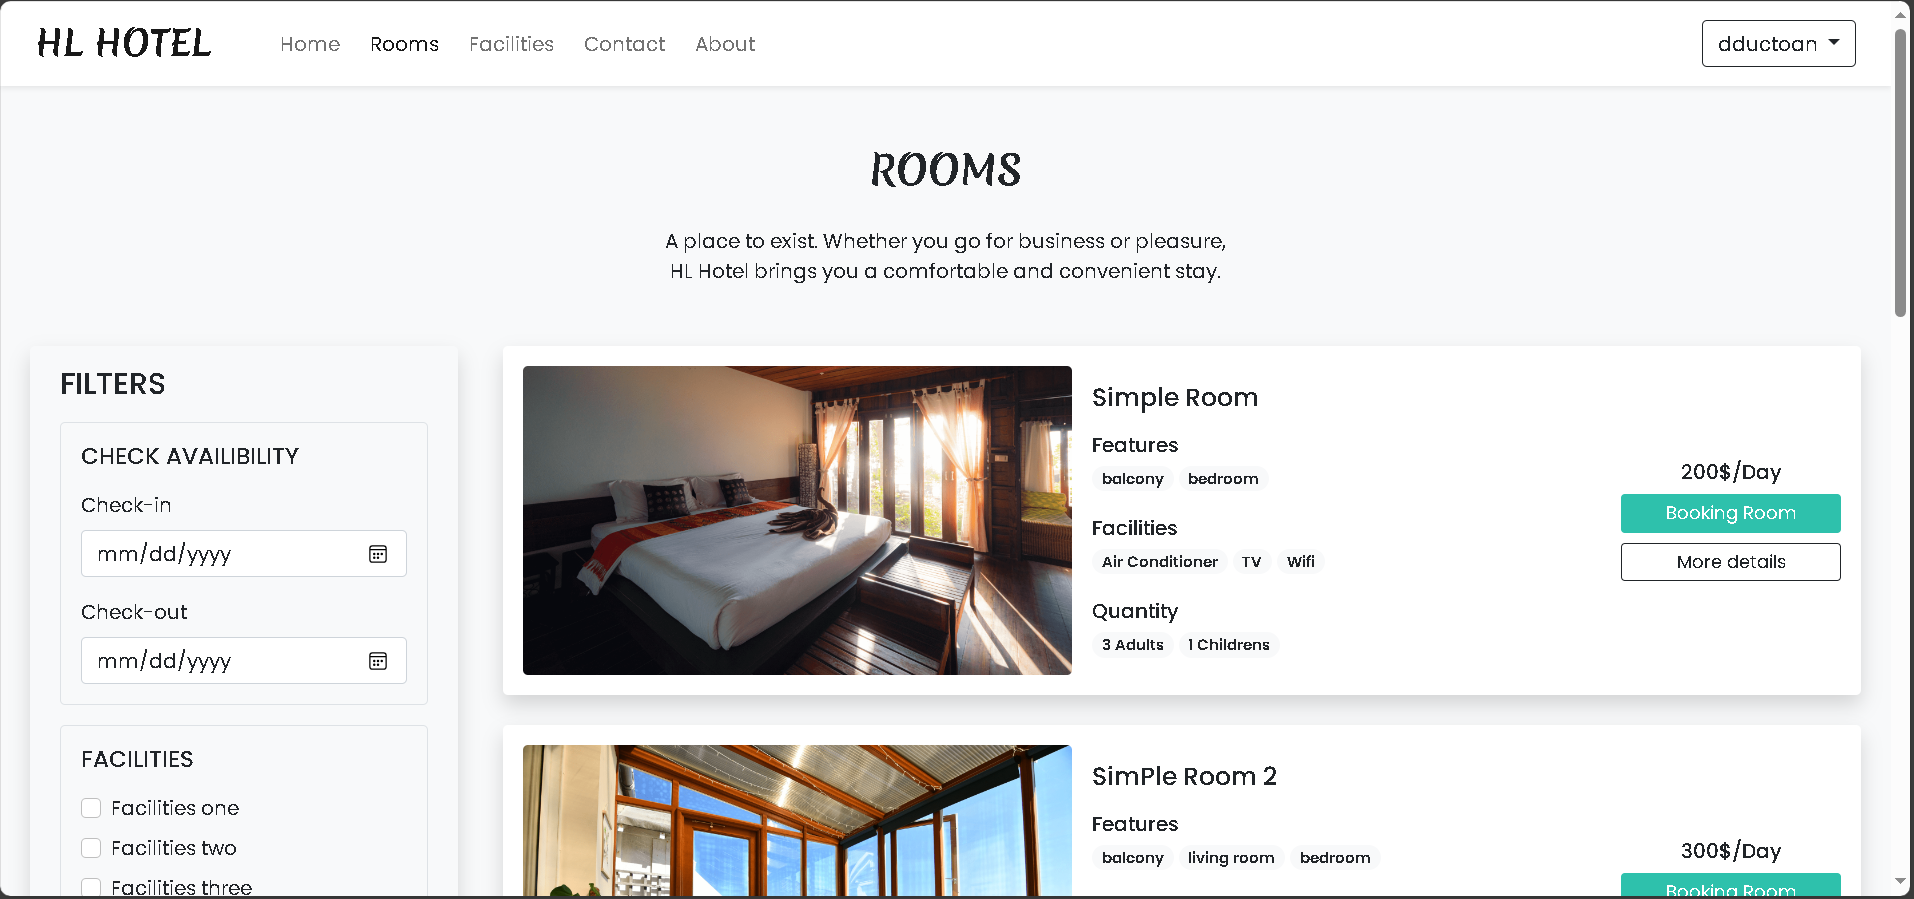 HL HOTEL
Home
Rooms
Facilities
Contact
About
dductoan
ROOMS
A place to exist. Whether you go for business or pleasure,
HL Hotel brings you a comfortable and convenient stay.
FILTERS
CHECK AVAILIBILITY
Check-in
mm/dd/yyyy
Check-out
mm/dd/yyyy
FACILITIES
Facilities one
Facilities two
Facilities three
Simple Room
Features
balcony bedroom
Facilities
Air Conditioner TV Wifi
Quantity
3 Adults 1 Childrens
200$/Day
Booking Room
More details
SimPle Room 2
Features
balcony living room bedroom
300$/Day
Booking Room